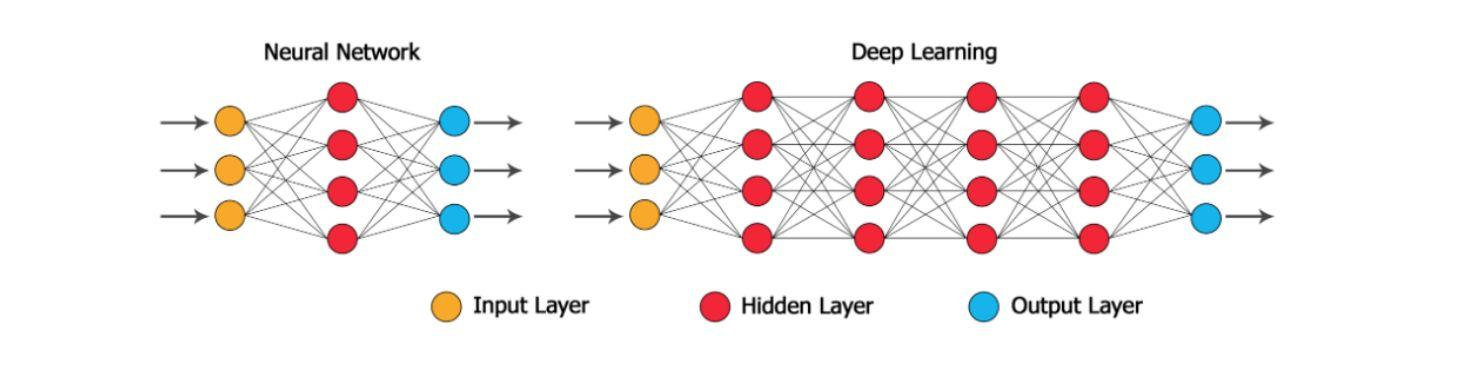 Neural Network
Deep Learning
Input Layer
Hidden Layer
Output Layer